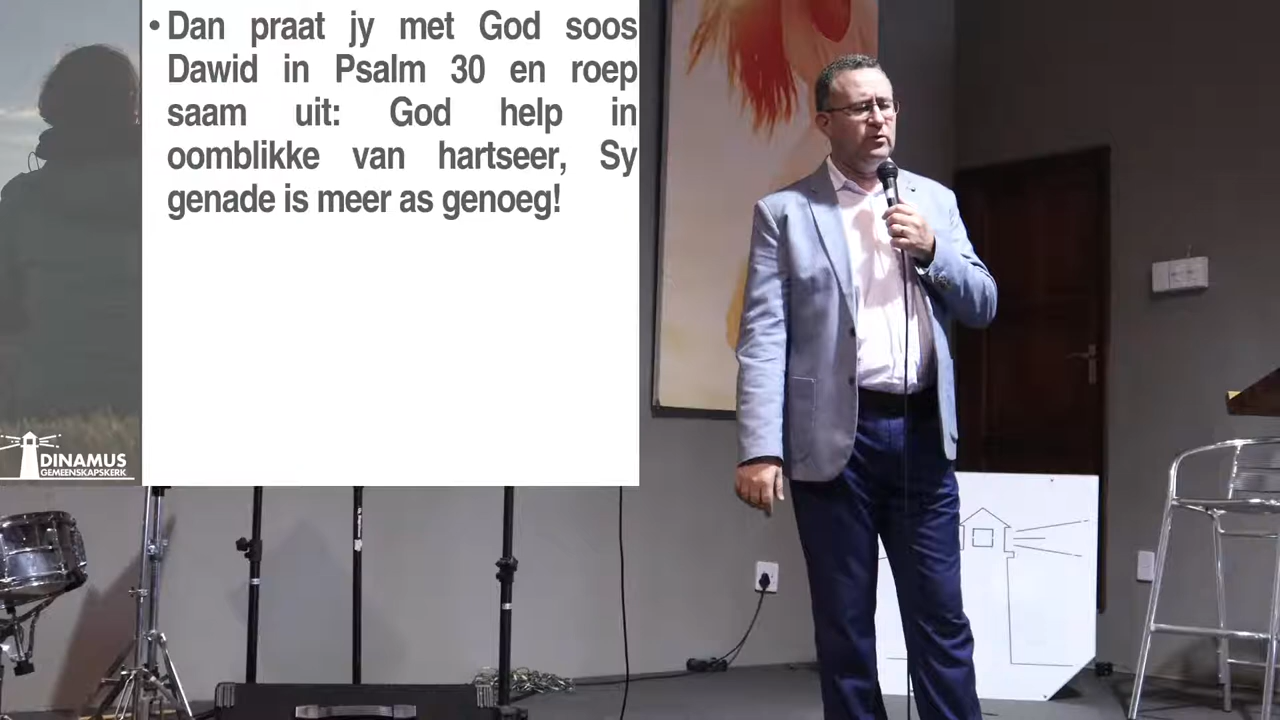 • Dan praat jy met God soos
Dawid in Psalm 30 en roep
saam uit: God help in
oomblikke van hartseer, Sy
genade is meer as genoeg!
DINAMUS
GEMEENSKAPSKERK